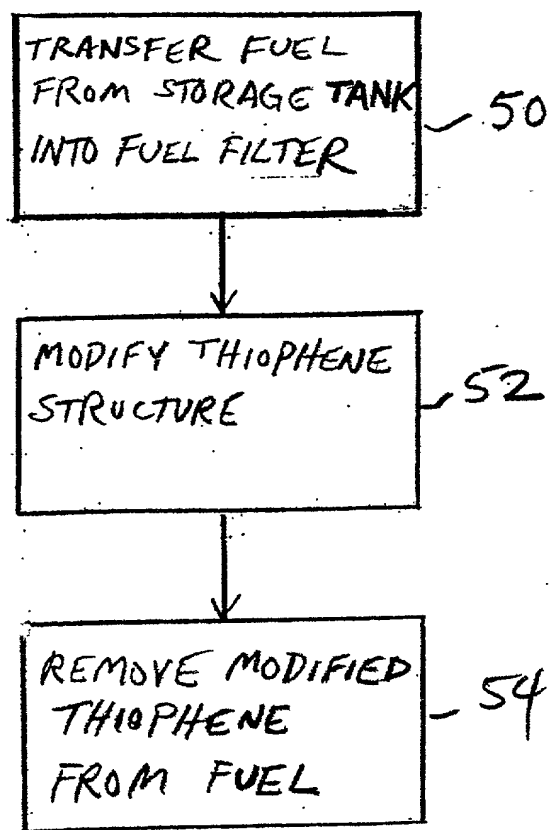 TRANSFER FUEL
FROM STORAGE TANK
INTO FUEL FILTER
50
MODIFY THIOPHENE
STRUCTURE
52
REMOVE MODIFIED
THIOPHENE
FROM FUEL
54